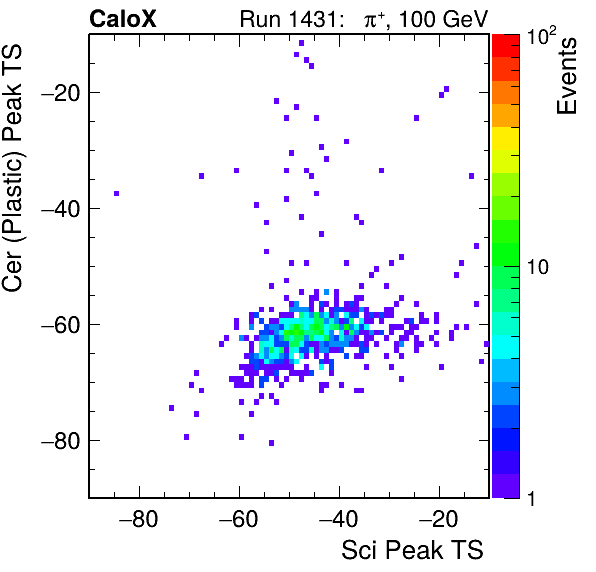 CaloX Run 1431: π⁺, 100 GeV
Cer (Plastic) Peak TS
−20
−40
−60
−80
−80 −60 −40 −20
Sci Peak TS
10²
10
1
Events